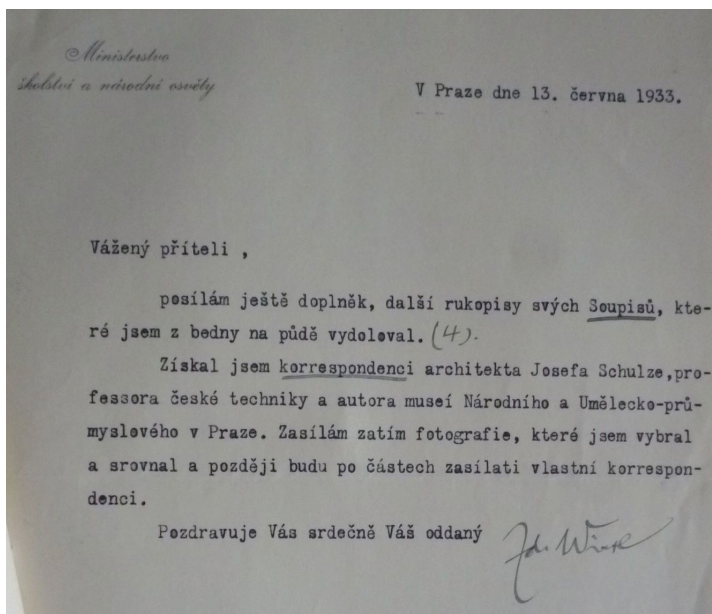 Ministerstvo
školství a národní osvěty
V Praze dne 13. června 1933.
Vážený příteli ,
posílám ještě doplněk, další rukopisy svých Soupisů, kte-
ré jsem z bedny na půdě vydoloval. (4).
Získal jsem korrespondenci architekta Josefa Schulze,pro-
fessora české techniky a autora museí Národního a Umělecko-prů-
myslového v Praze. Zasílám zatím fotografie, které jsem vybral
a srovnal a později budu po částech zasílati vlastní korrespon-
denci.
Pozdravuje Vás srdečně Váš oddaný